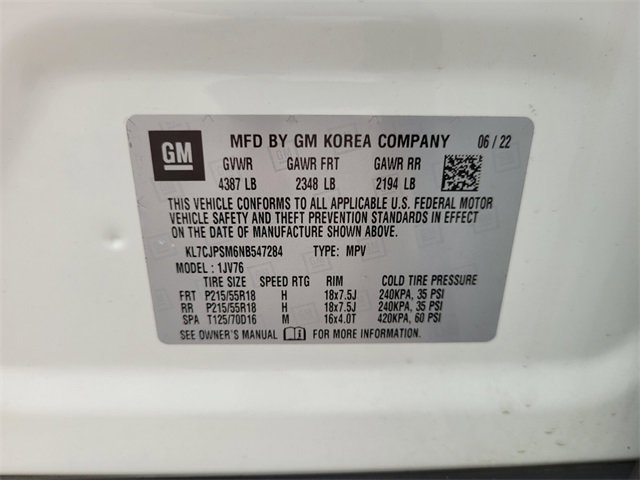 GM MFD BY GM KOREA COMPANY 06 / 22
GVWR GAWR FRT GAWR RR
4387 LB 2348 LB 2194 LB
THIS VEHICLE CONFORMS TO ALL APPLICABLE U.S. FEDERAL MOTOR
VEHICLE SAFETY AND THEFT PREVENTION STANDARDS IN EFFECT
ON THE DATE OF MANUFACTURE SHOWN ABOVE.
KL7CJPSM6NB547284 TYPE: MPV
MODEL : 1JV76
TIRE SIZE SPEED RTG RIM COLD TIRE PRESSURE
FRT P215/55R18 H 18x7.5J 240KPA, 35 PSI
RR P215/55R18 H 18x7.5J 240KPA, 35 PSI
SPA T125/70D16 M 16x4.0T 420KPA, 60 PSI
SEE OWNER'S MANUAL FOR MORE INFORMATION